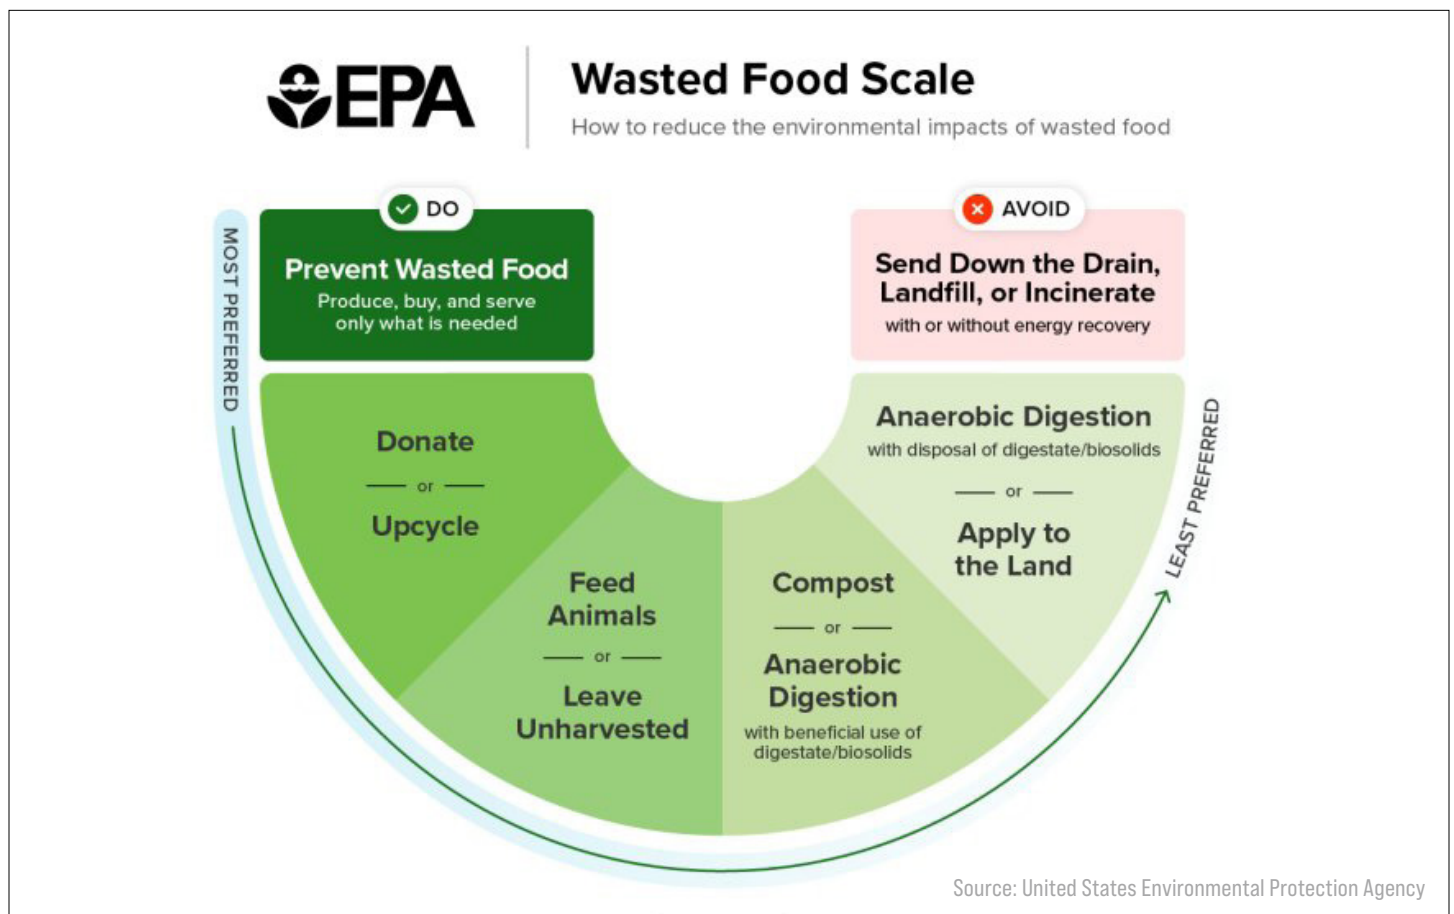 EPA
Wasted Food Scale
How to reduce the environmental impacts of wasted food
MOST PREFERRED
DO
Prevent Wasted Food
Produce, buy, and serve
only what is needed
Donate
or
Upcycle
Feed
Animals
or
Leave
Unharvested
Compost
or
Anaerobic
Digestion
with beneficial use of
digestate/biosolids
Anaerobic Digestion
with disposal of digestate/biosolids
or
Apply to
the Land
AVOID
Send Down the Drain,
Landfill, or Incinerate
with or without energy recovery
LEAST PREFERRED
Source: United States Environmental Protection Agency